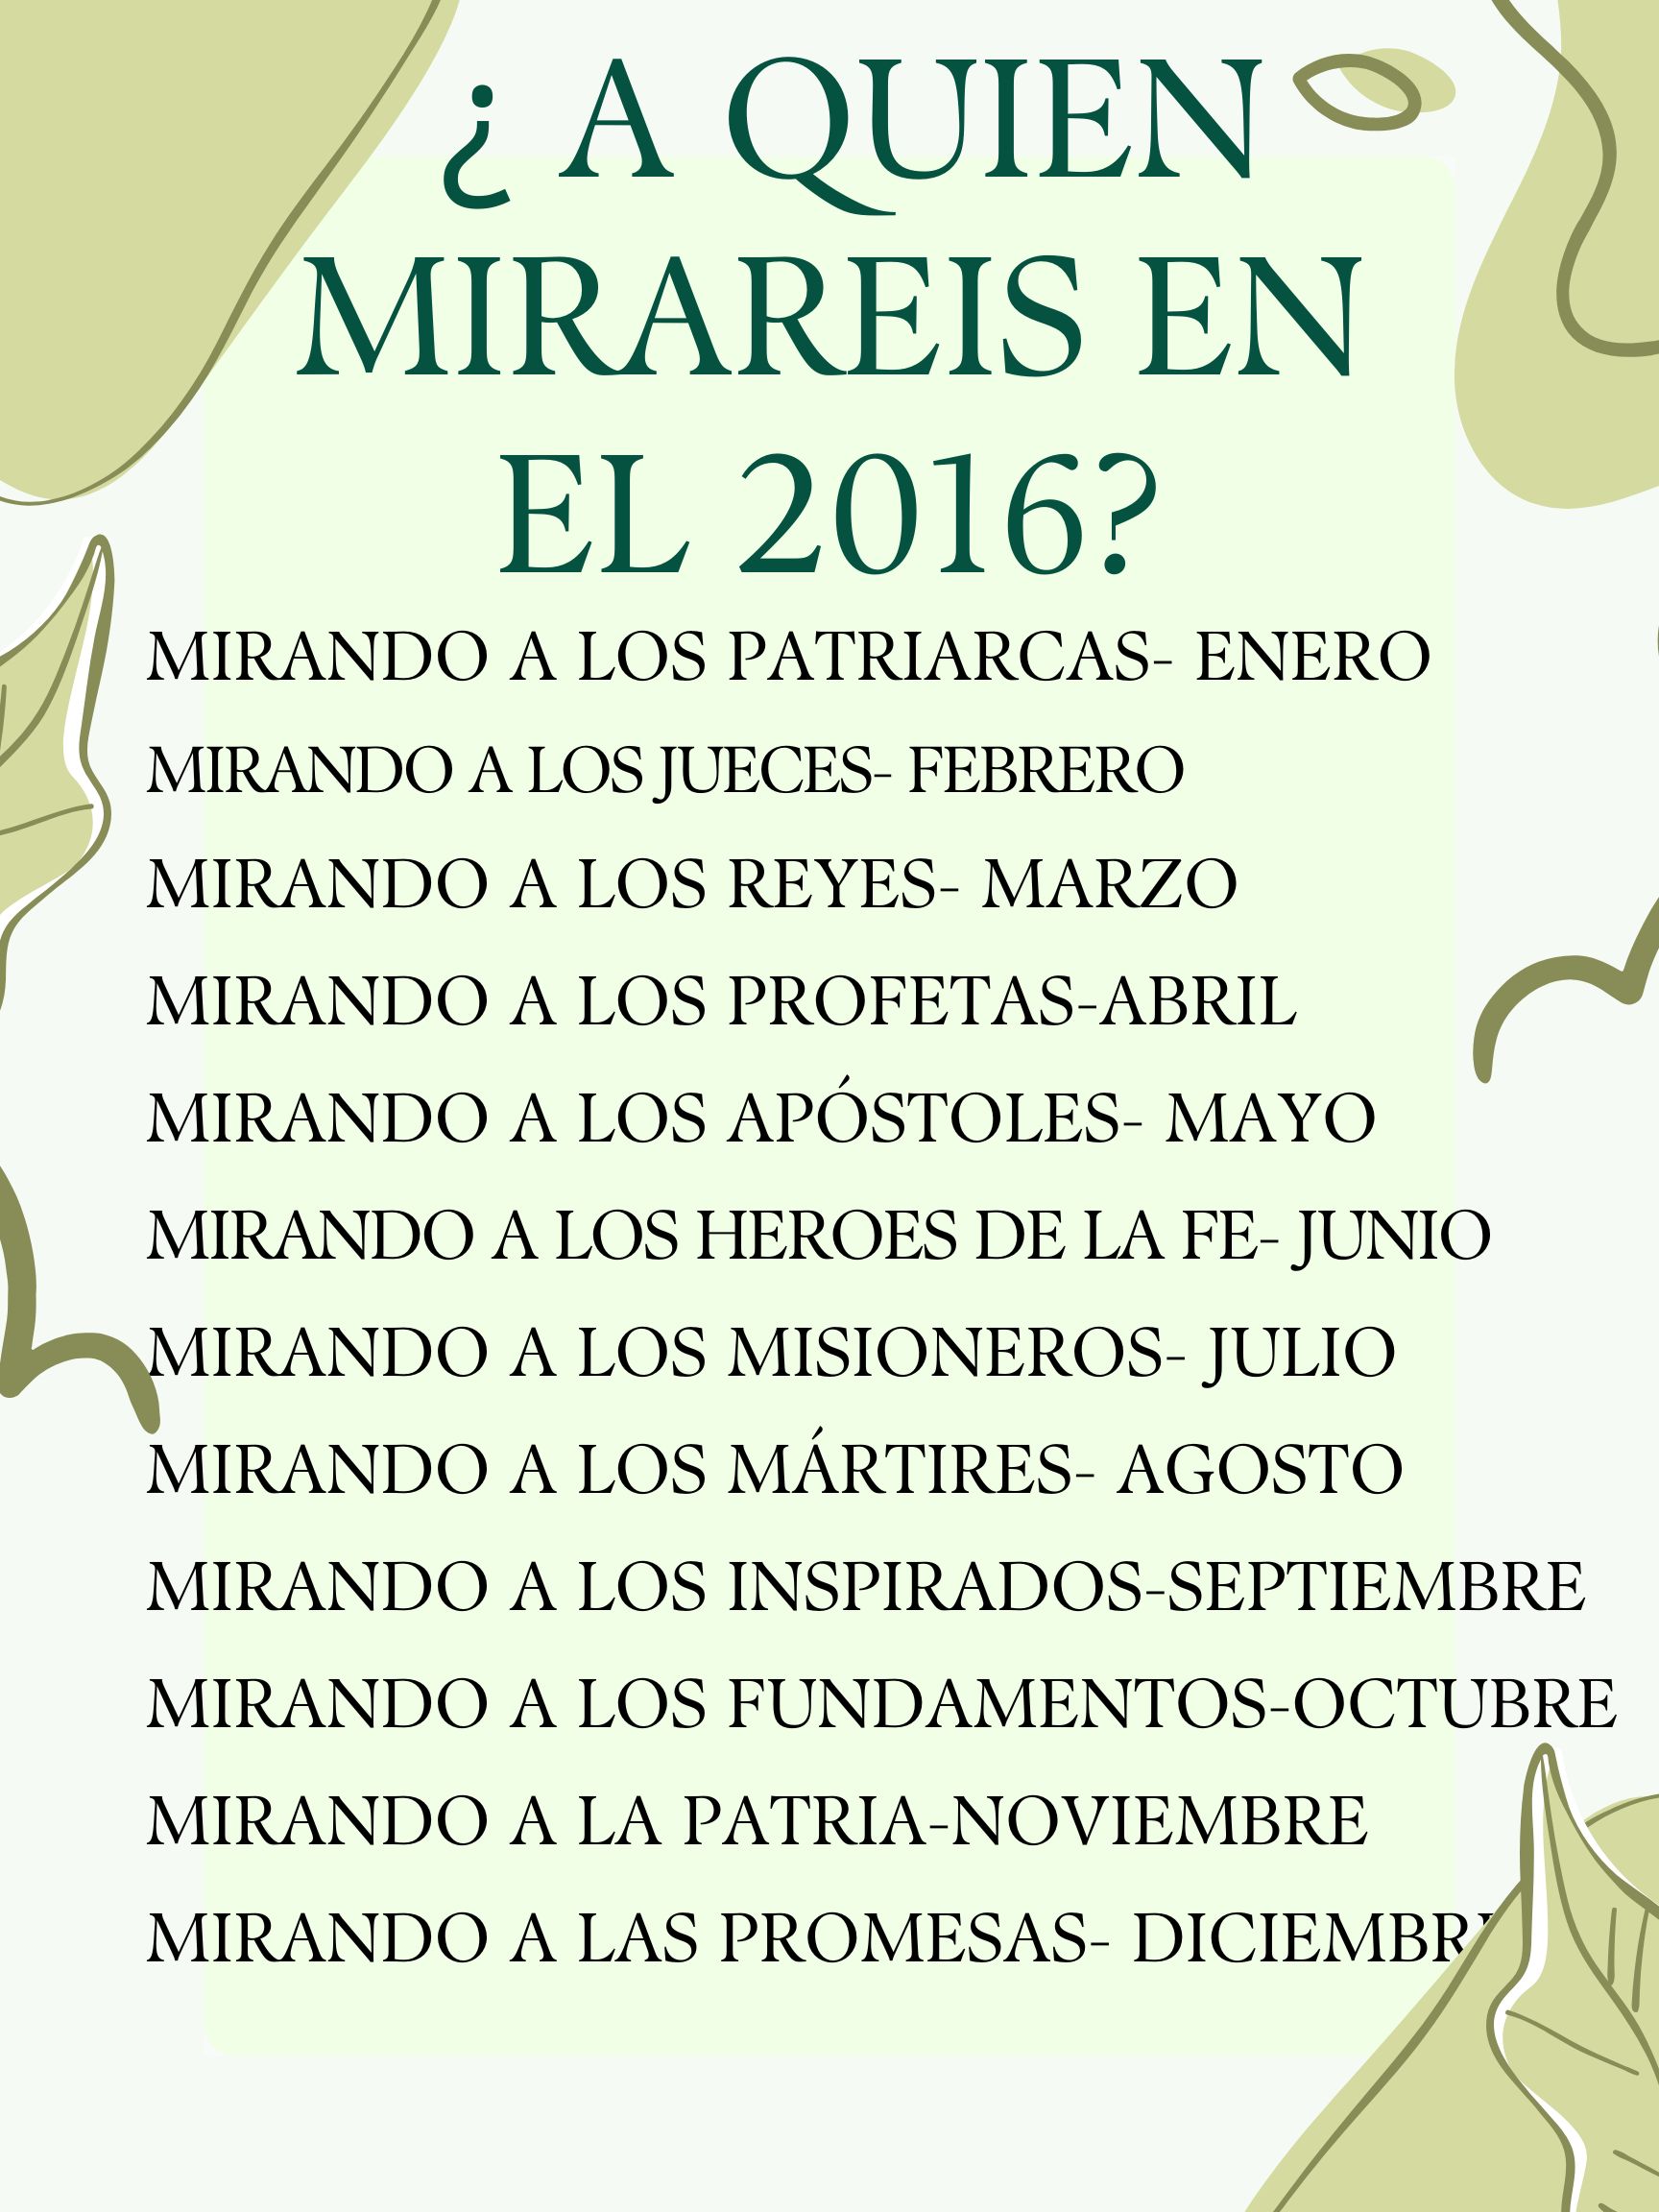 ¿ A QUIEN
MIRAREIS EN
EL 2016?
MIRANDO A LOS PATRIARCAS- ENERO
MIRANDO A LOS JUECES- FEBRERO
MIRANDO A LOS REYES- MARZO
MIRANDO A LOS PROFETAS-ABRIL
MIRANDO A LOS APÓSTOLES- MAYO
MIRANDO A LOS HEROES DE LA FE- JUNIO
MIRANDO A LOS MISIONEROS- JULIO
MIRANDO A LOS MÁRTIRES- AGOSTO
MIRANDO A LOS INSPIRADOS-SEPTIEMBRE
MIRANDO A LOS FUNDAMENTOS-OCTUBRE
MIRANDO A LA PATRIA-NOVIEMBRE
MIRANDO A LAS PROMESAS- DICIEMBRE